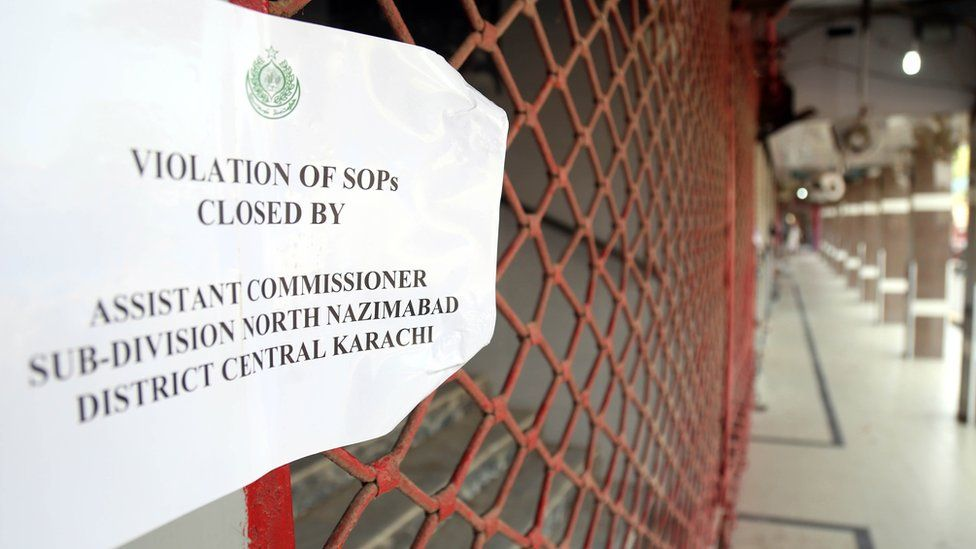 VIOLATION OF SOPs
CLOSED BY
ASSISTANT COMMISSIONER
SUB-DIVISION NORTH NAZIMABAD
DISTRICT CENTRAL KARACHI